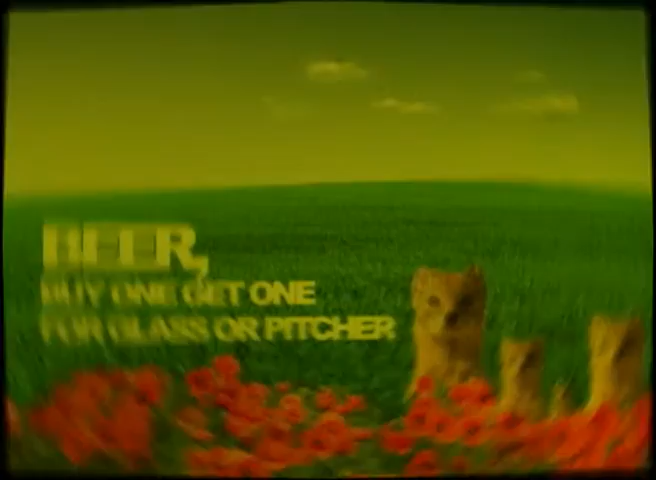 BEER,
BUY ONE GET ONE
FOR GLASS OR PITCHER